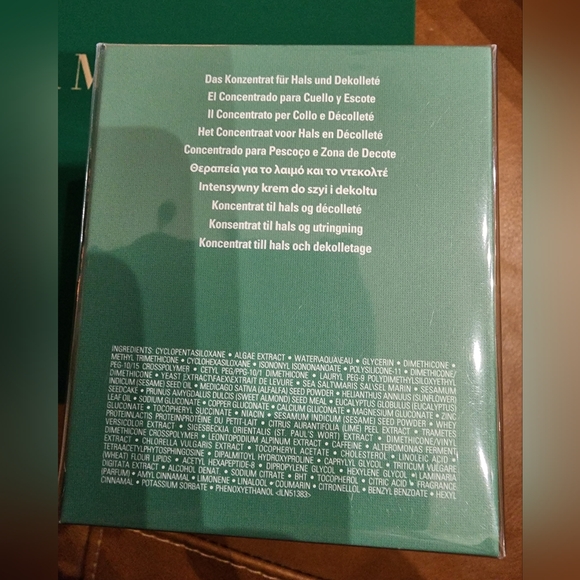 M
Das Konzentrat für Hals und Dekolleté
El Concentrado para Cuello y Escote
Il Concentrato per Collo e Décolleté
Het Concentraat voor Hals en Décolleté
Concentrado para Pescoço e Zona de Decote
Θεραπεία για το λαιμό και το ντεκολτέ
Intensywny krem do szyi i dekoltu
Koncentrat til hals og décolleté
Konsentrat til hals og utringning
Koncentrat till hals och dekolletage
INGREDIENTS: CYCLOPENTASILOXANE • ALGAE EXTRACT • WATER\AQUA\EAU • GLYCERIN • DIMETHICONE •
METHYL TRIMETHICONE • CYCLOHEXASILOXANE • ISONONYL ISONONANOATE • POLYSILICONE-11 • DIMETHICONE/
PEG-10/15 CROSSPOLYMER • CETYL PEG/PPG-10/1 DIMETHICONE • LAURYL PEG-9 POLYDIMETHYLSILOXYETHYL
DIMETHICONE • YEAST EXTRACT\FAEX\EXTRAIT DE LEVURE • SEA SALT\MARIS SAL\SEL MARIN • SESAMUM
INDICUM (SESAME) SEED OIL • MEDICAGO SATIVA (ALFALFA) SEED POWDER • HELIANTHUS ANNUUS (SUNFLOWER)
SEEDCAKE • PRUNUS AMYGDALUS DULCIS (SWEET ALMOND) SEED MEAL • EUCALYPTUS GLOBULUS (EUCALYPTUS)
LEAF OIL • SODIUM GLUCONATE • COPPER GLUCONATE • CALCIUM GLUCONATE • MAGNESIUM GLUCONATE • ZINC
GLUCONATE • TOCOPHERYL SUCCINATE • NIACIN • SESAMUM INDICUM (SESAME) SEED POWDER • WHEY
PROTEIN\LACTIS PROTEIN\PROTÉINE DU PETIT-LAIT • CITRUS AURANTIFOLIA (LIME) PEEL EXTRACT • TRAMETES
VERSICOLOR EXTRACT • SIGESBECKIA ORIENTALIS (ST. PAUL'S WORT) EXTRACT • DIMETHICONE/VINYL
DIMETHICONE CROSSPOLYMER • LEONTOPODIUM ALPINUM EXTRACT • CAFFEINE • ALTEROMONAS FERMENT
EXTRACT • CHLORELLA VULGARIS EXTRACT • TOCOPHERYL ACETATE • CHOLESTEROL • LINOLEIC ACID •
TETRAACETYLPHYTOSPHINGOSINE • DIPALMITOYL HYDROXYPROLINE • CAPRYLYL GLYCOL • TRITICUM VULGARE
(WHEAT) FLOUR LIPIDS • ACETYL HEXAPEPTIDE-8 • DIPROPYLENE GLYCOL • HEXYLENE GLYCOL • LAMINARIA
DIGITATA EXTRACT • ALCOHOL DENAT. • SODIUM CITRATE • BHT • TOCOPHEROL • CITRIC ACID • FRAGRANCE
(PARFUM) • AMYL CINNAMAL • LIMONENE • LINALOOL • COUMARIN • CITRONELLOL • BENZYL BENZOATE • HEXYL
CINNAMAL • POTASSIUM SORBATE • PHENOXYETHANOL <ILN51383>